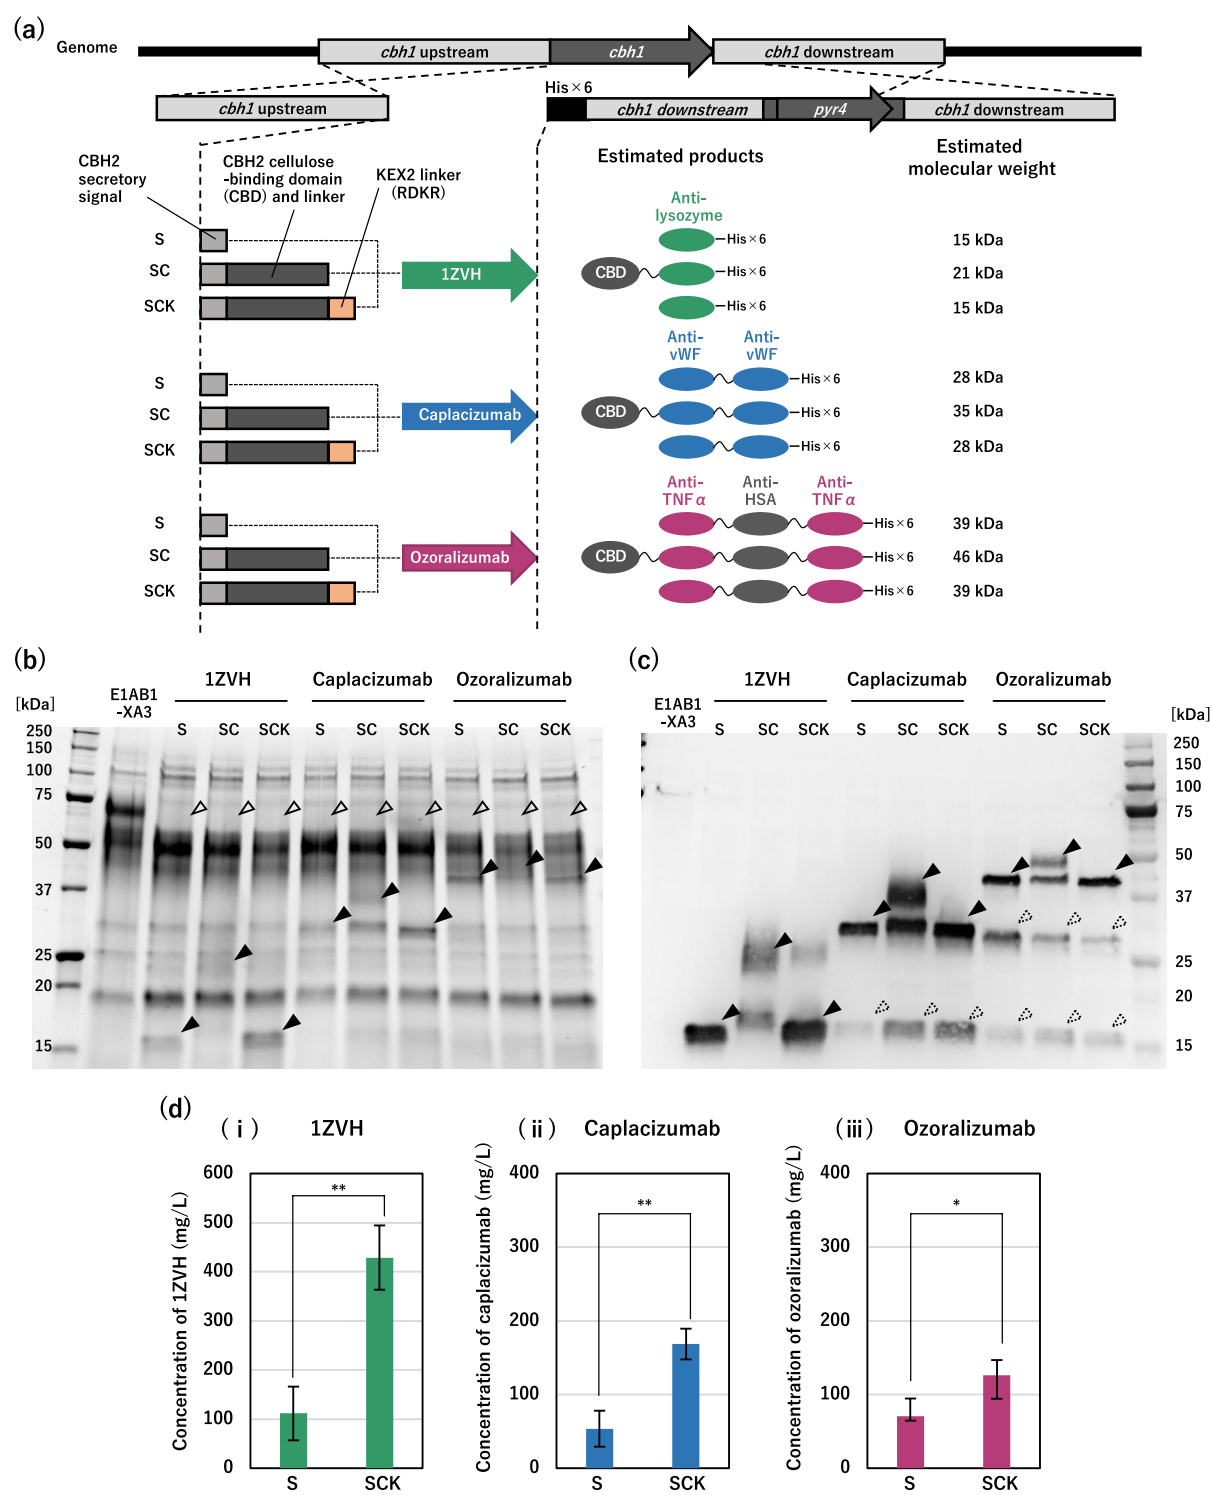 (a)
Genome
cbh1 upstream
cbh1
cbh1 downstream
His×6
cbh1 upstream
cbh1 downstream
pyr4
cbh1 downstream
Estimated products
Estimated
molecular weight
CBH2
secretory
signal
CBH2 cellulose
-binding domain
(CBD) and linker
KEX2 linker
(RDKR)
Anti-
lysozyme
S
His×6
15 kDa
SC
1ZVH
CBD
His×6
21 kDa
SCK
His×6
15 kDa
Anti-
vWF
Anti-
vWF
S
His×6
28 kDa
SC
Caplacizumab
CBD
His×6
35 kDa
SCK
His×6
28 kDa
Anti-
TNFα
Anti-
HSA
Anti-
TNFα
S
His×6
39 kDa
SC
Ozoralizumab
CBD
His×6
46 kDa
SCK
His×6
39 kDa
(b)
[kDa]
E1AB1
-XA3
1ZVH
Caplacizumab
Ozoralizumab
S SC SCK S SC SCK S SC SCK
250
150
100
75
50
37
25
20
15
(c)
E1AB1
-XA3
1ZVH
Caplacizumab
Ozoralizumab
[kDa]
S SC SCK S SC SCK S SC SCK
250
150
100
75
50
37
25
20
15
(d)
(i) 1ZVH
Concentration of 1ZVH (mg/L)
600
500
400
300
200
100
0
**
S SCK
(ii) Caplacizumab
Concentration of caplacizumab (mg/L)
400
300
200
100
0
**
S SCK
(iii) Ozoralizumab
Concentration of ozoralizumab (mg/L)
400
300
200
100
0
*
S SCK